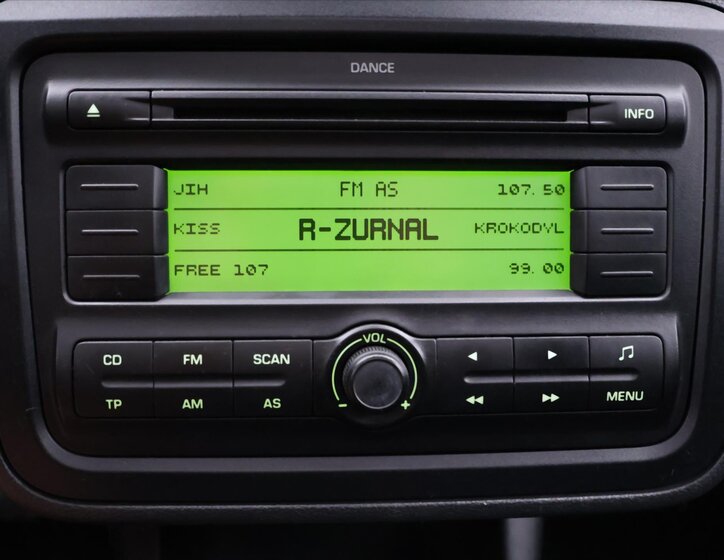 DANCE
INFO
JIH FM AS 107.50
KISS R-ZURNAL KROKODYL
FREE 107 99.00
VOL
CD FM SCAN
TP AM AS
- +
MENU